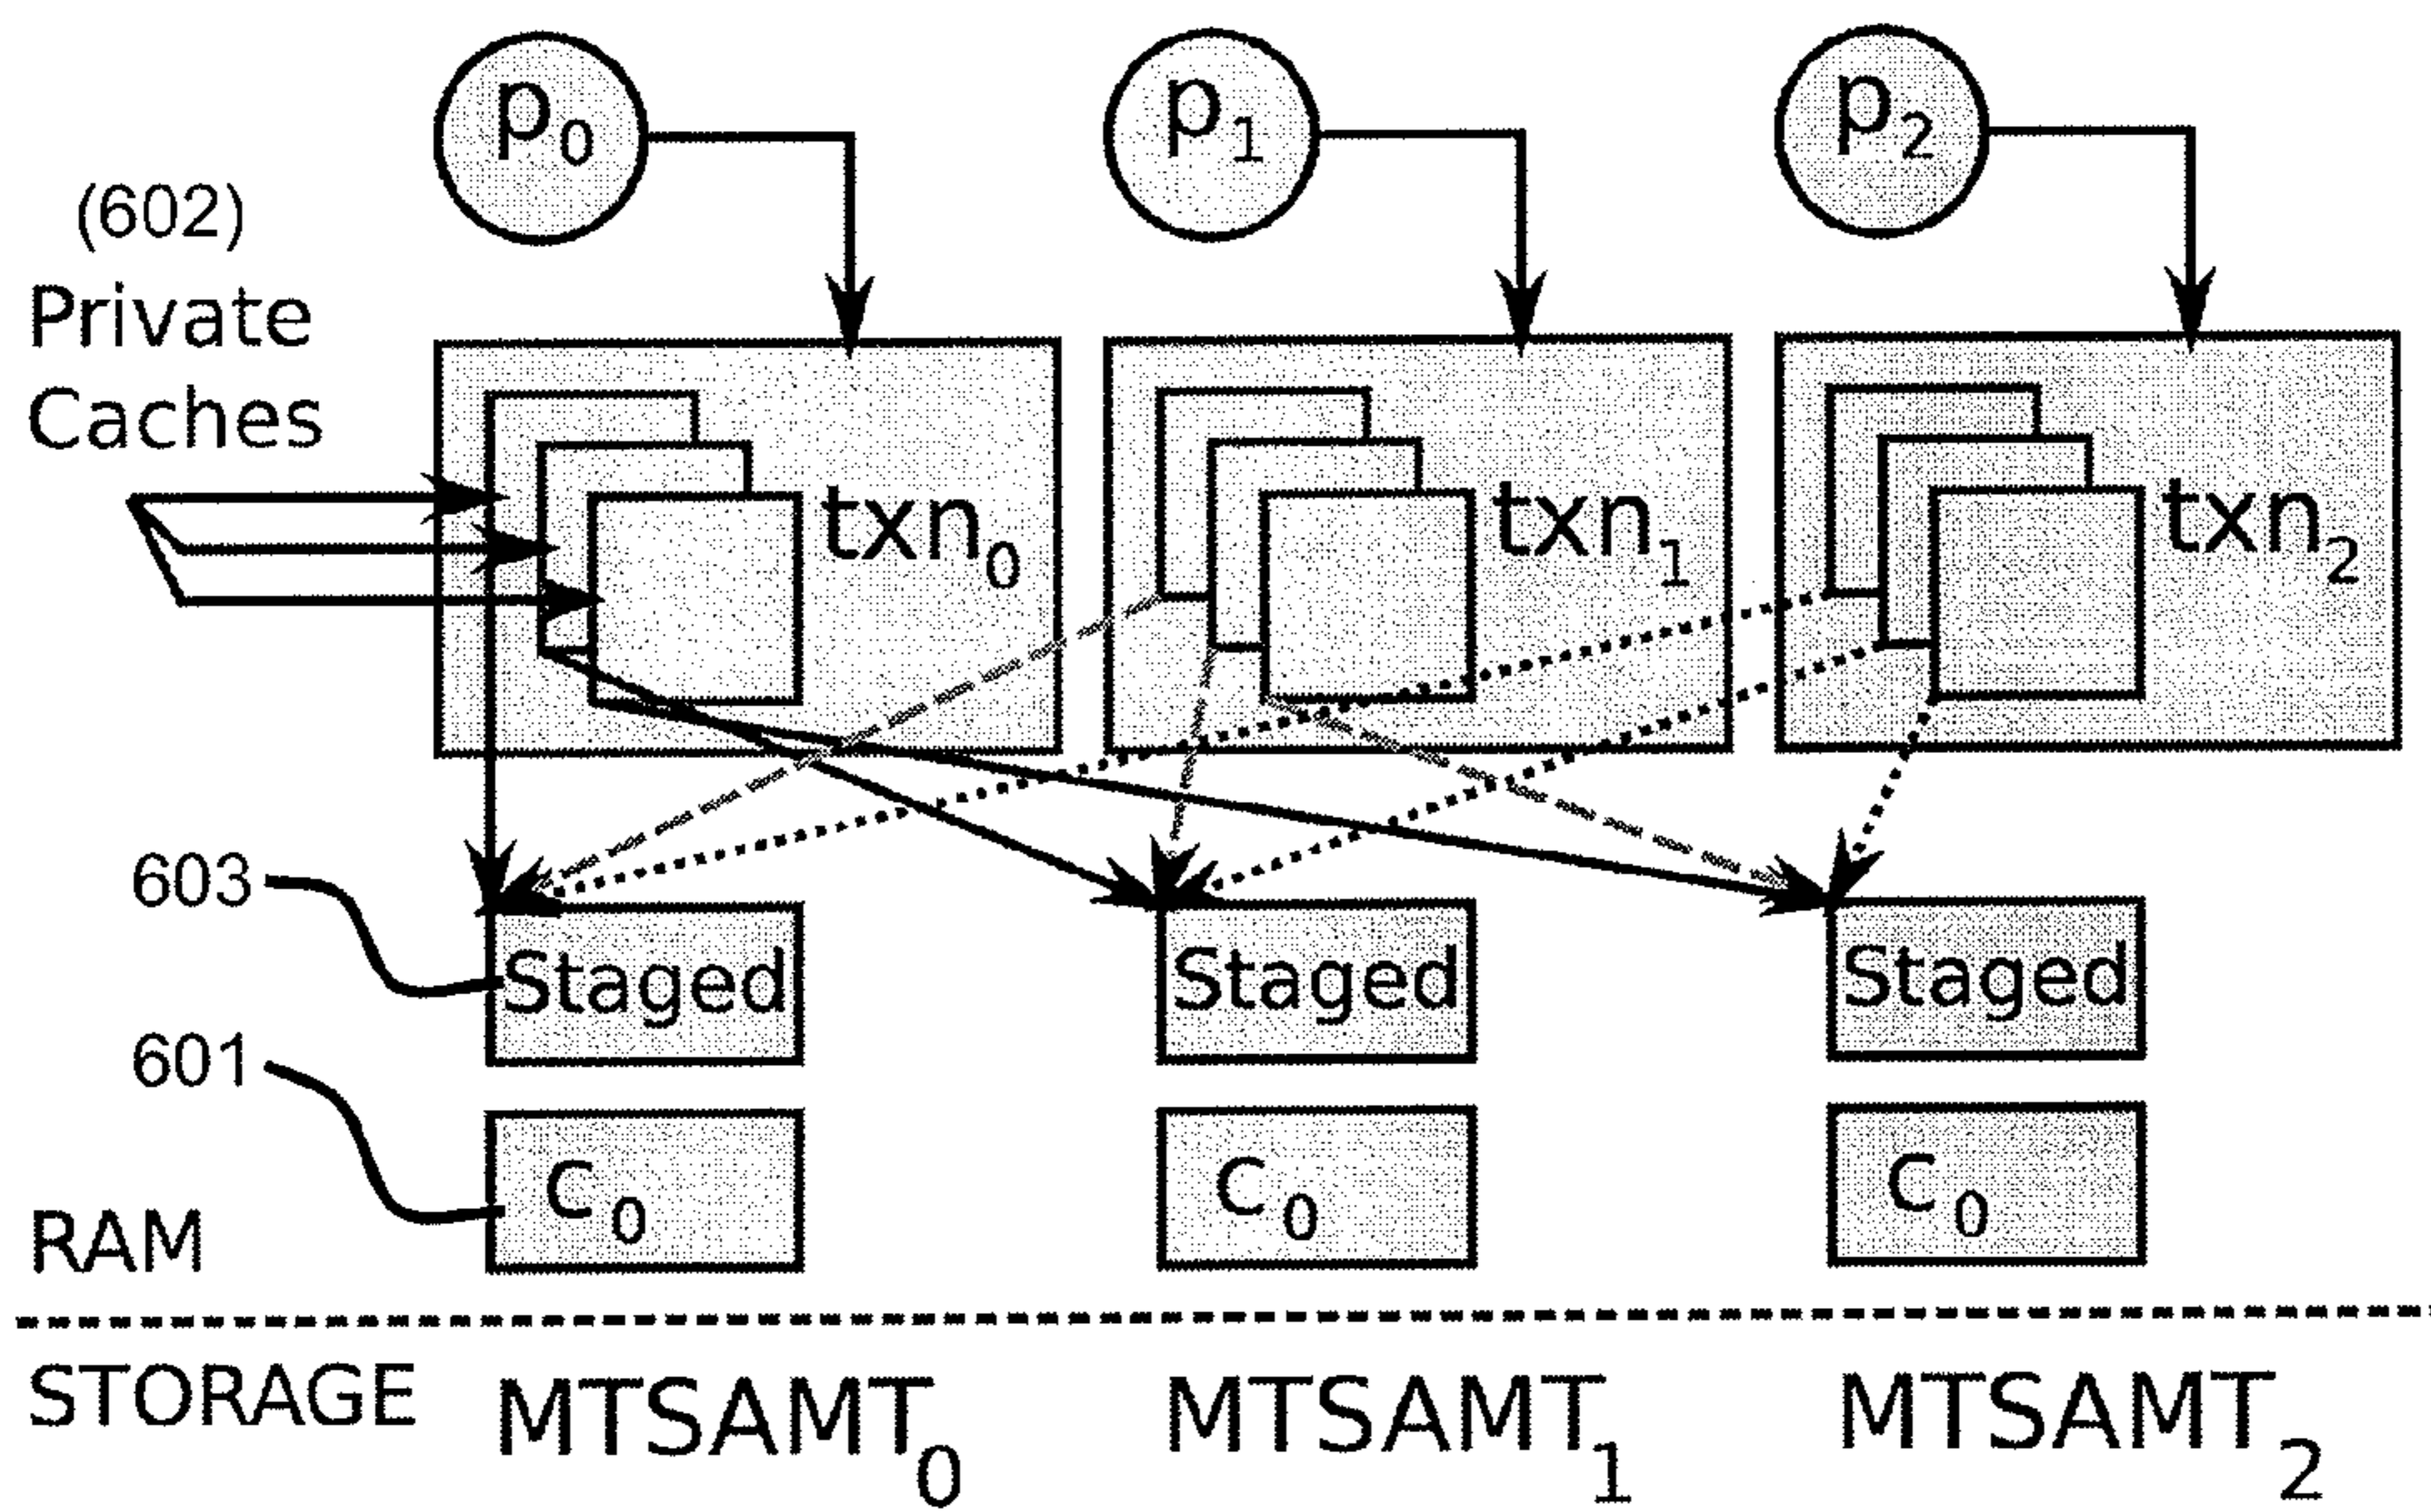 p0 p1 p2
(602)
Private
Caches
txn0 txn1 txn2
603
Staged Staged Staged
601
C0 C0 C0
RAM
STORAGE MTSAMT0 MTSAMT1 MTSAMT2